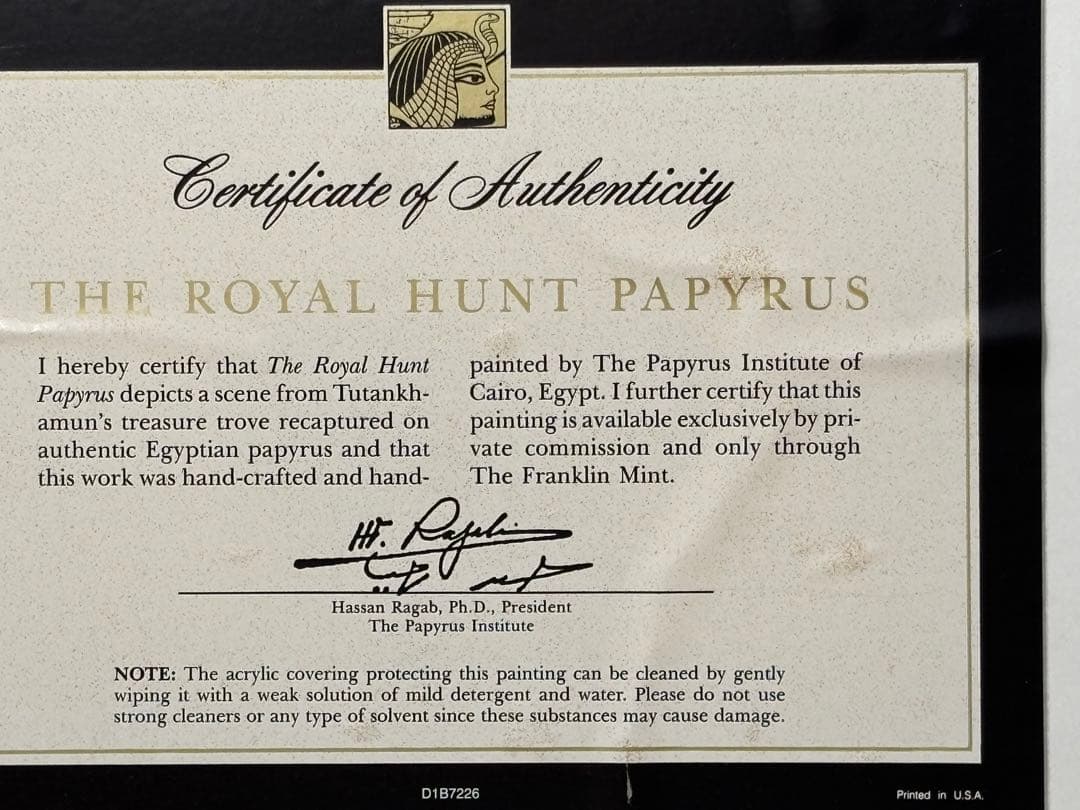 Certificate of Authenticity
THE ROYAL HUNT PAPYRUS
I hereby certify that The Royal Hunt
Papyrus depicts a scene from Tutankh-
amun's treasure trove recaptured on
authentic Egyptian papyrus and that
this work was hand-crafted and hand-
painted by The Papyrus Institute of
Cairo, Egypt. I further certify that this
painting is available exclusively by pri-
vate commission and only through
The Franklin Mint.
H. Ragab
Hassan Ragab, Ph.D., President
The Papyrus Institute
NOTE: The acrylic covering protecting this painting can be cleaned by gently
wiping it with a weak solution of mild detergent and water. Please do not use
strong cleaners or any type of solvent since these substances may cause damage.
D1B7226
Printed in U.S.A.